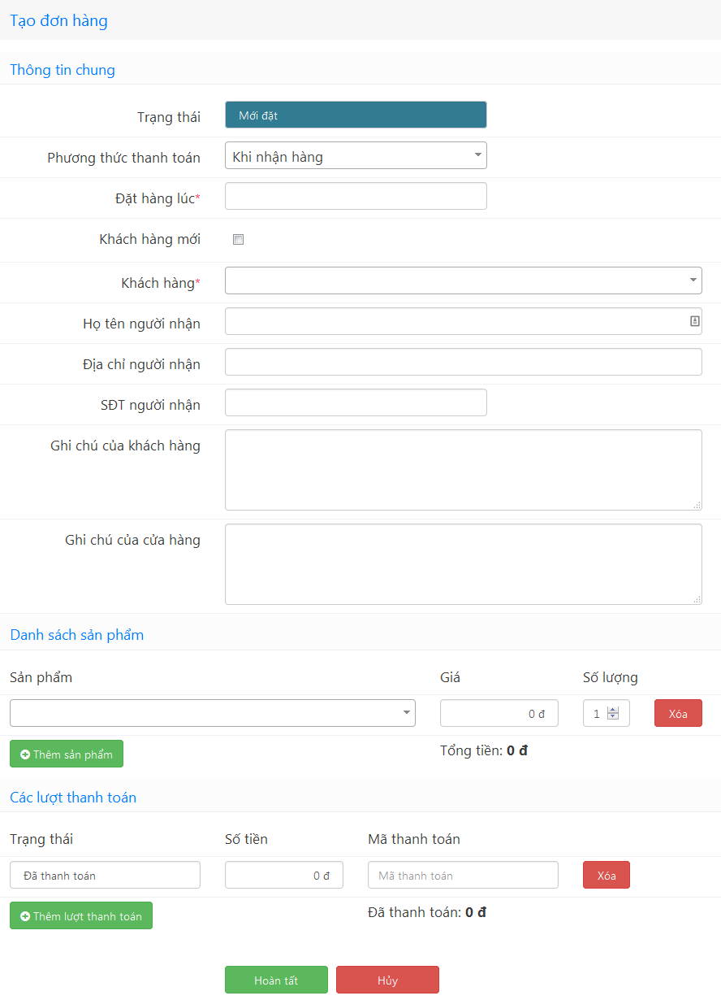 Tạo đơn hàng
Thông tin chung
Trạng thái Mới đặt
Phương thức thanh toán Khi nhận hàng
Đặt hàng lúc*
Khách hàng mới
Khách hàng*
Họ tên người nhận
Địa chỉ người nhận
SĐT người nhận
Ghi chú của khách hàng
Ghi chú của cửa hàng
Danh sách sản phẩm
Sản phẩm Giá Số lượng
0 đ 1 Xóa
Thêm sản phẩm Tổng tiền: 0 đ
Các lượt thanh toán
Trạng thái Số tiền Mã thanh toán
Đã thanh toán 0 đ Mã thanh toán Xóa
Thêm lượt thanh toán Đã thanh toán: 0 đ
Hoàn tất Hủy